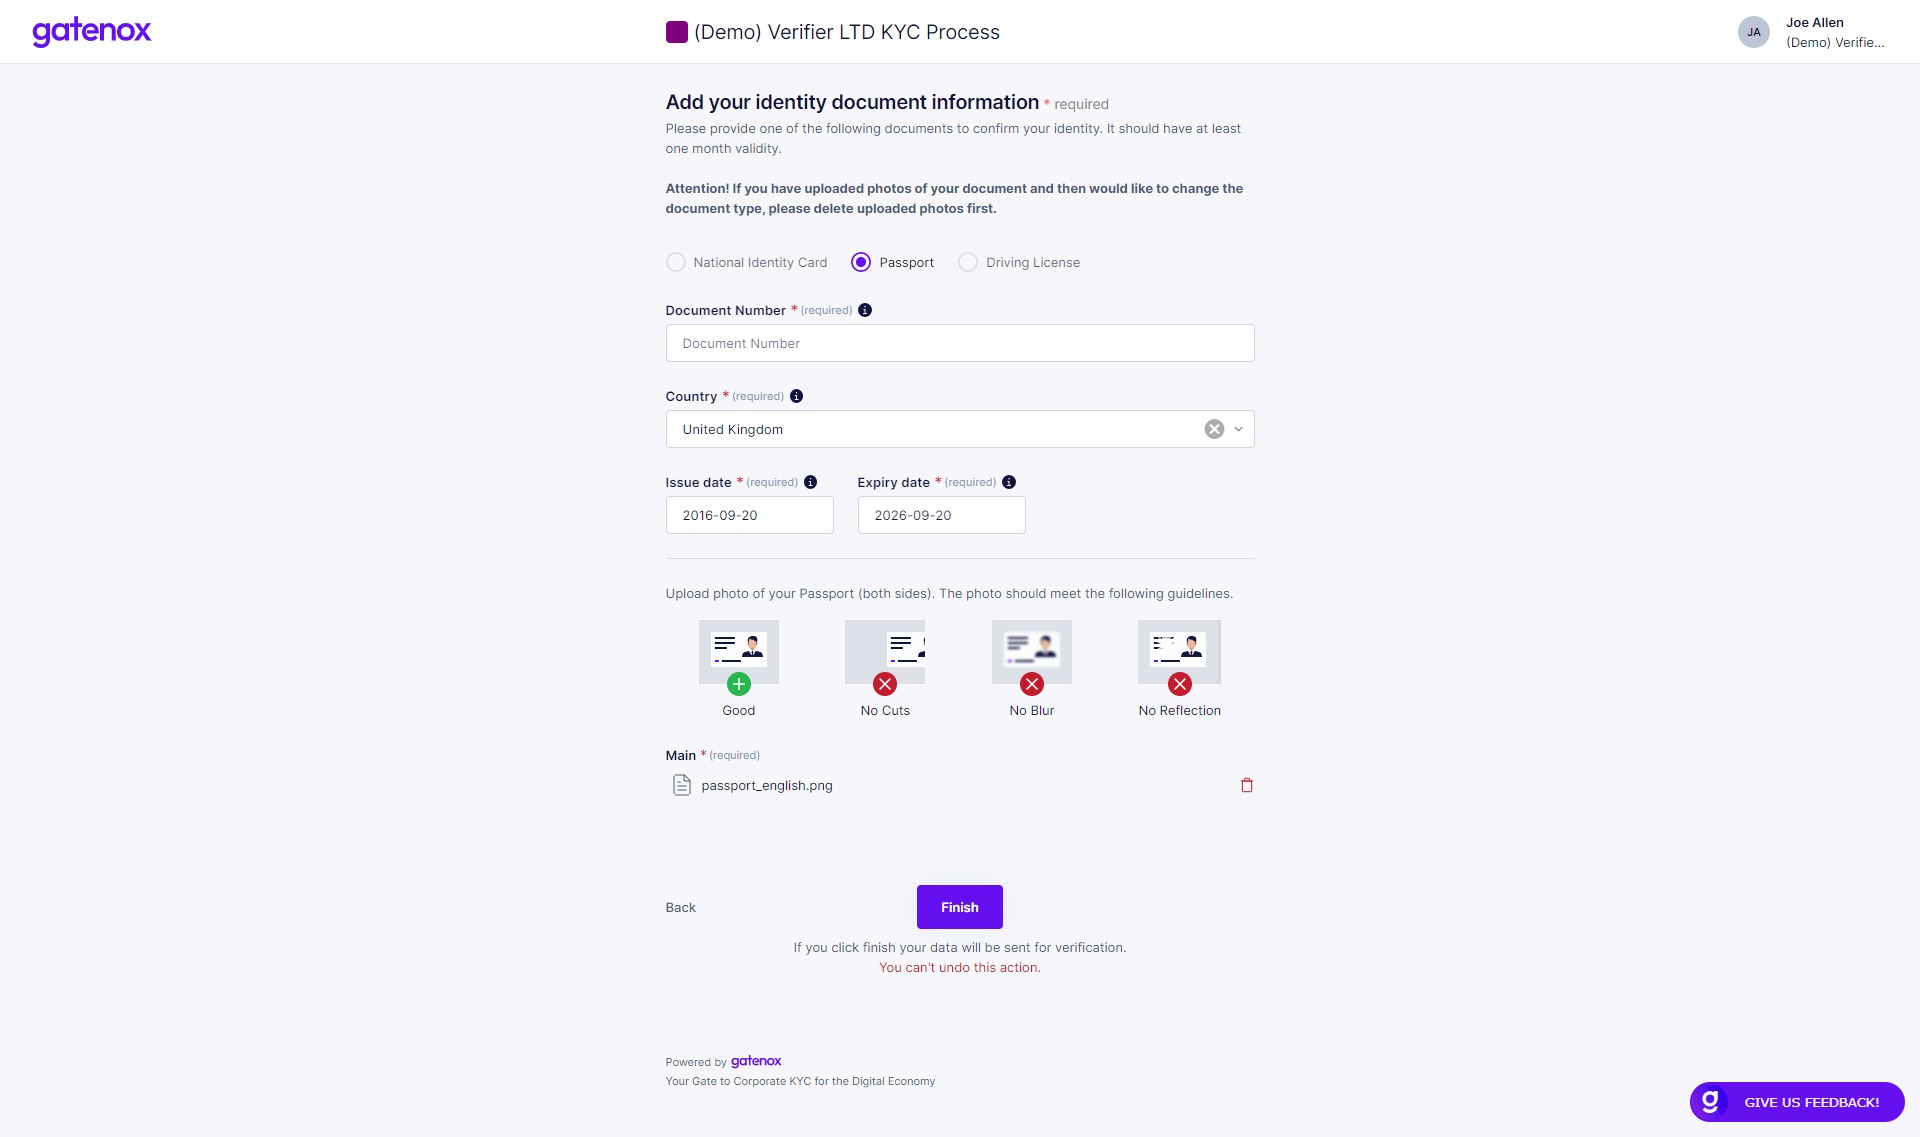 gatenox
(Demo) Verifier LTD KYC Process
JA
Joe Allen
(Demo) Verifie...
Add your identity document information * required
Please provide one of the following documents to confirm your identity. It should have at least
one month validity.
Attention! If you have uploaded photos of your document and then would like to change the
document type, please delete uploaded photos first.
National Identity Card
Passport
Driving License
Document Number * (required)
Document Number
Country * (required)
United Kingdom
Issue date * (required)
Expiry date * (required)
2016-09-20
2026-09-20
Upload photo of your Passport (both sides). The photo should meet the following guidelines.
Good
No Cuts
No Blur
No Reflection
Main * (required)
passport_english.png
Back
Finish
If you click finish your data will be sent for verification.
You can't undo this action.
Powered by gatenox
Your Gate to Corporate KYC for the Digital Economy
g GIVE US FEEDBACK!